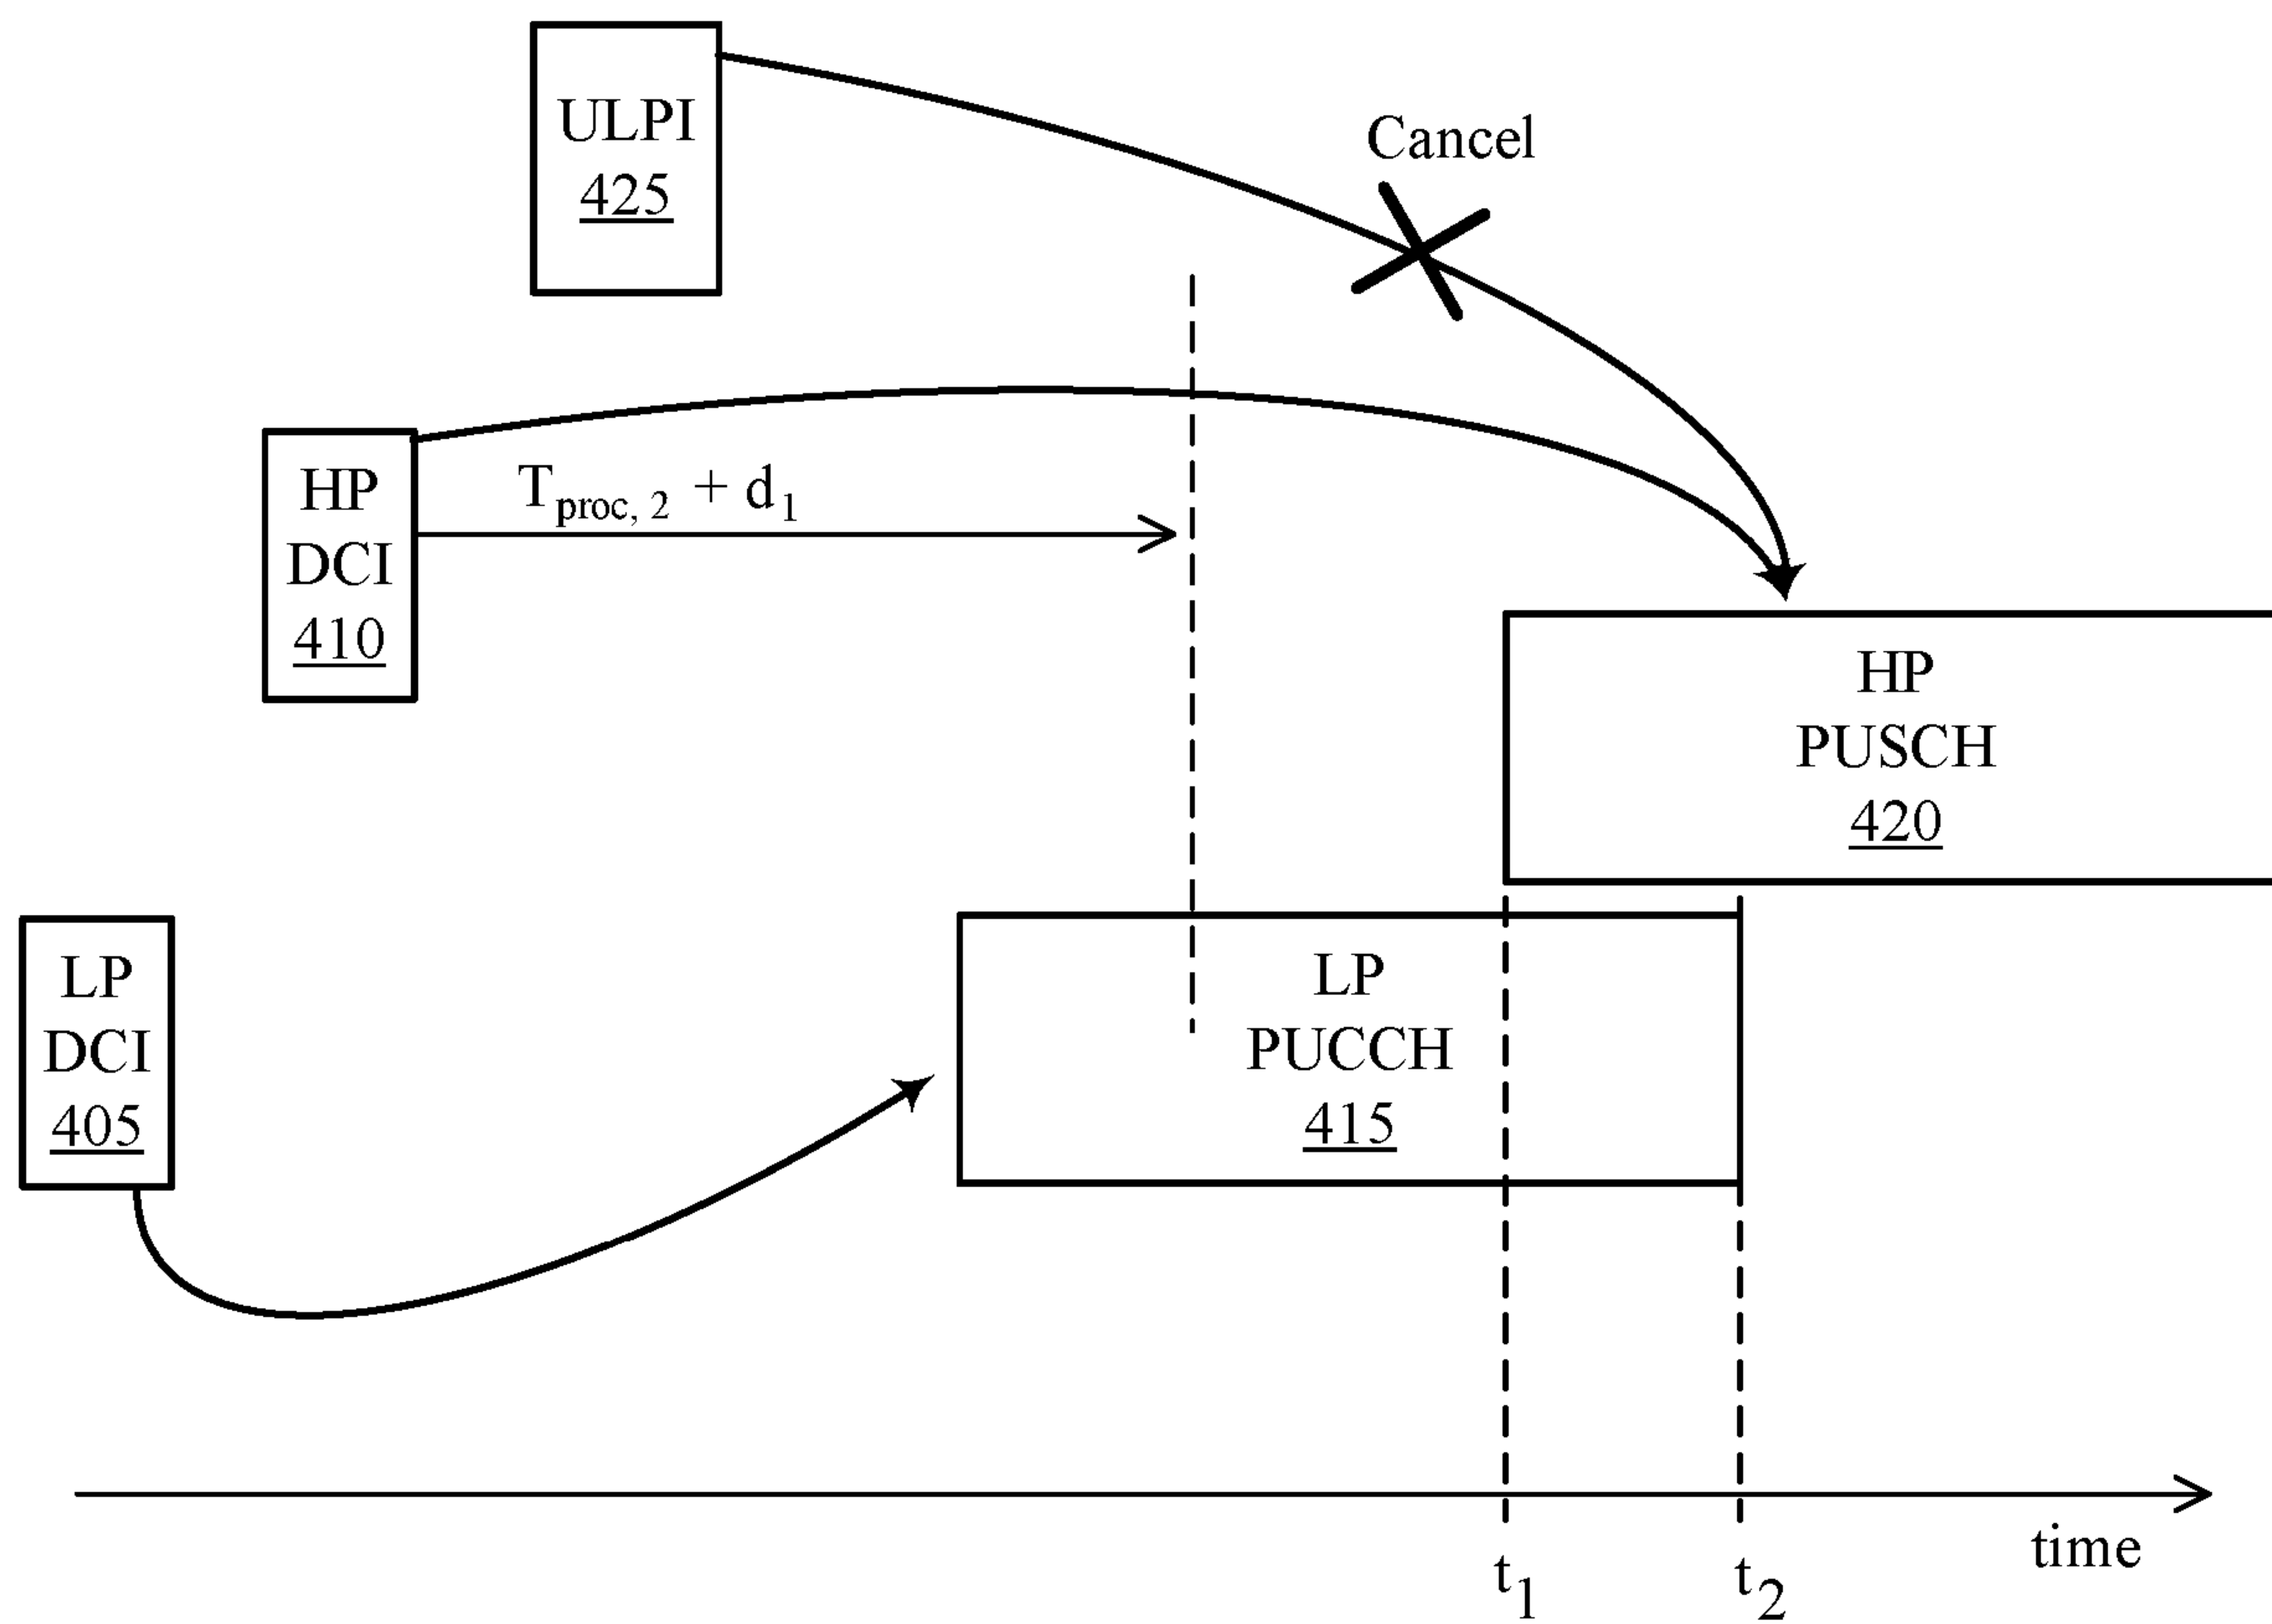 ULPI
425
Cancel
HP
DCI
410
Tproc, 2 + d1
HP
PUSCH
420
LP
DCI
405
LP
PUCCH
415
time
t1
t2